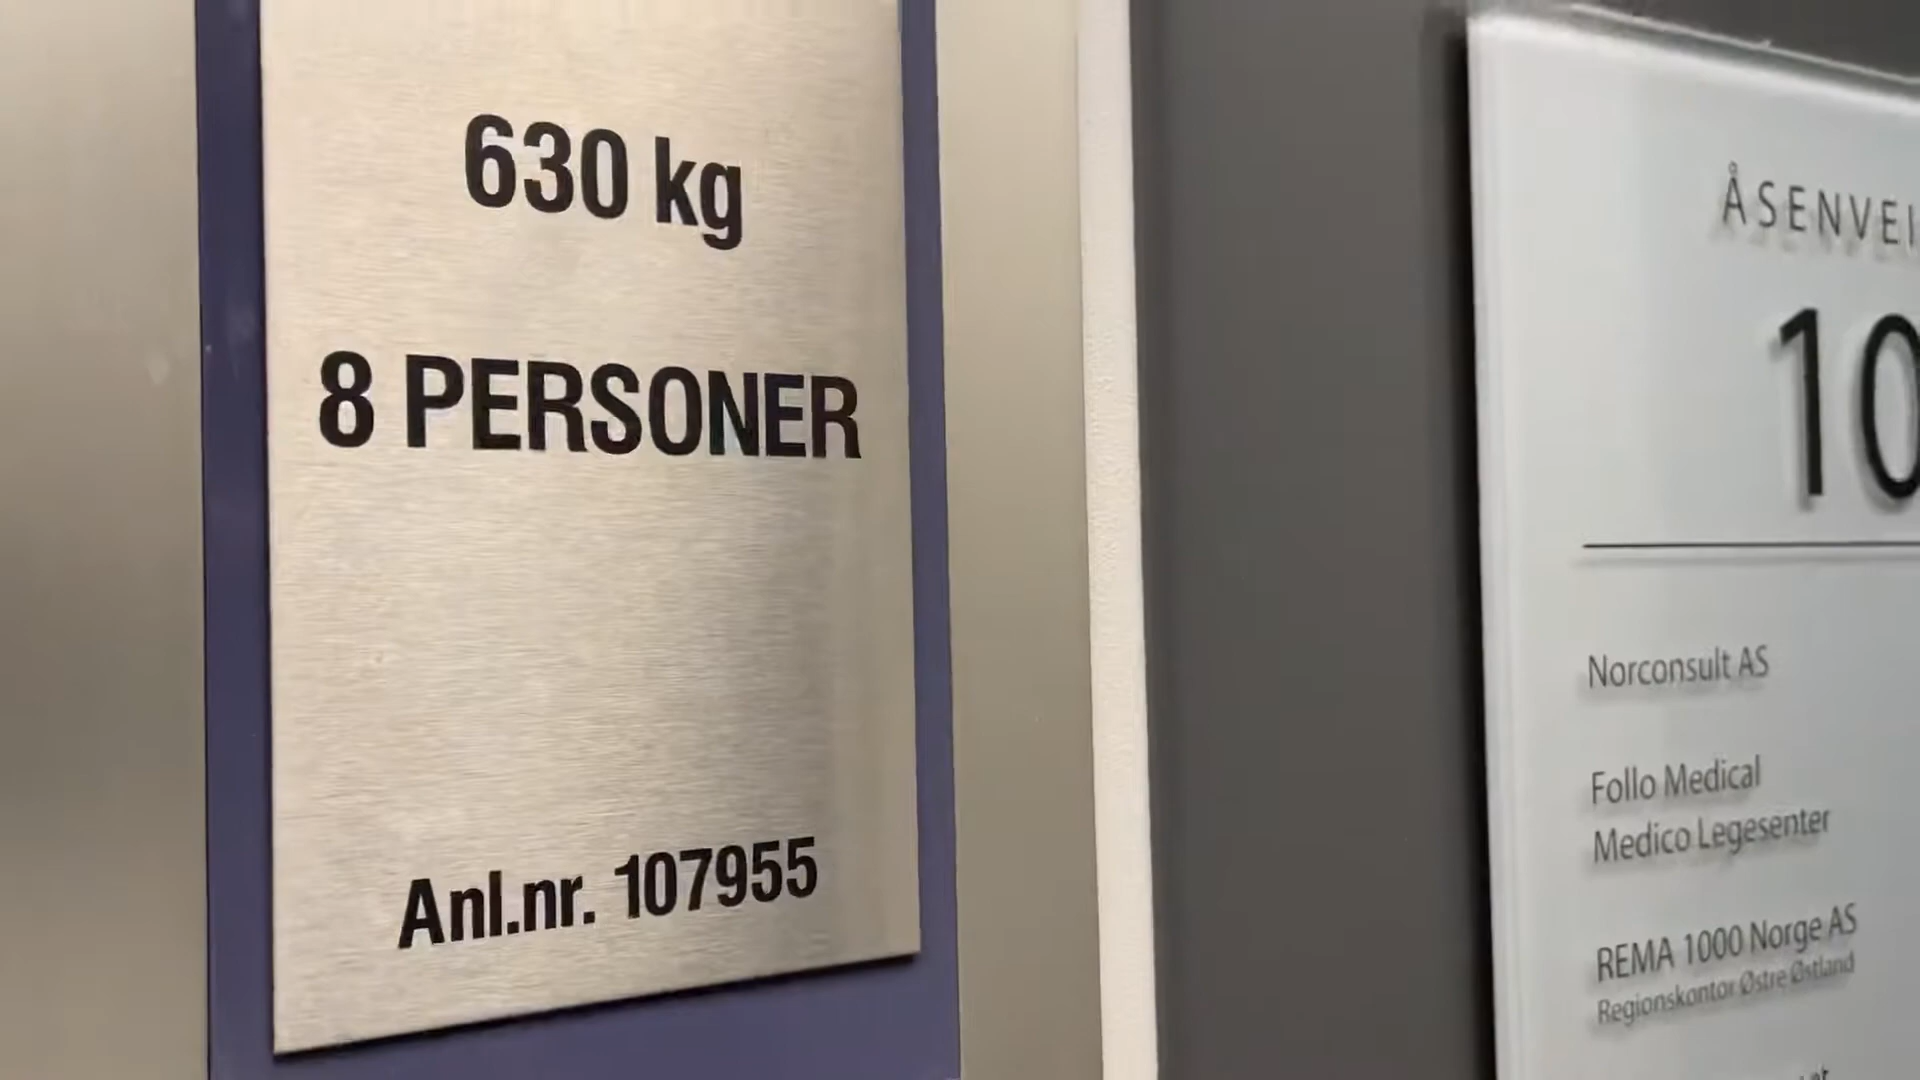 630 kg
8 PERSONER
Anl.nr. 107955
ÅSENVEI
10
Norconsult AS
Follo Medical
Medico Legesenter
REMA 1000 Norge AS
Regionskontor Østre Østland